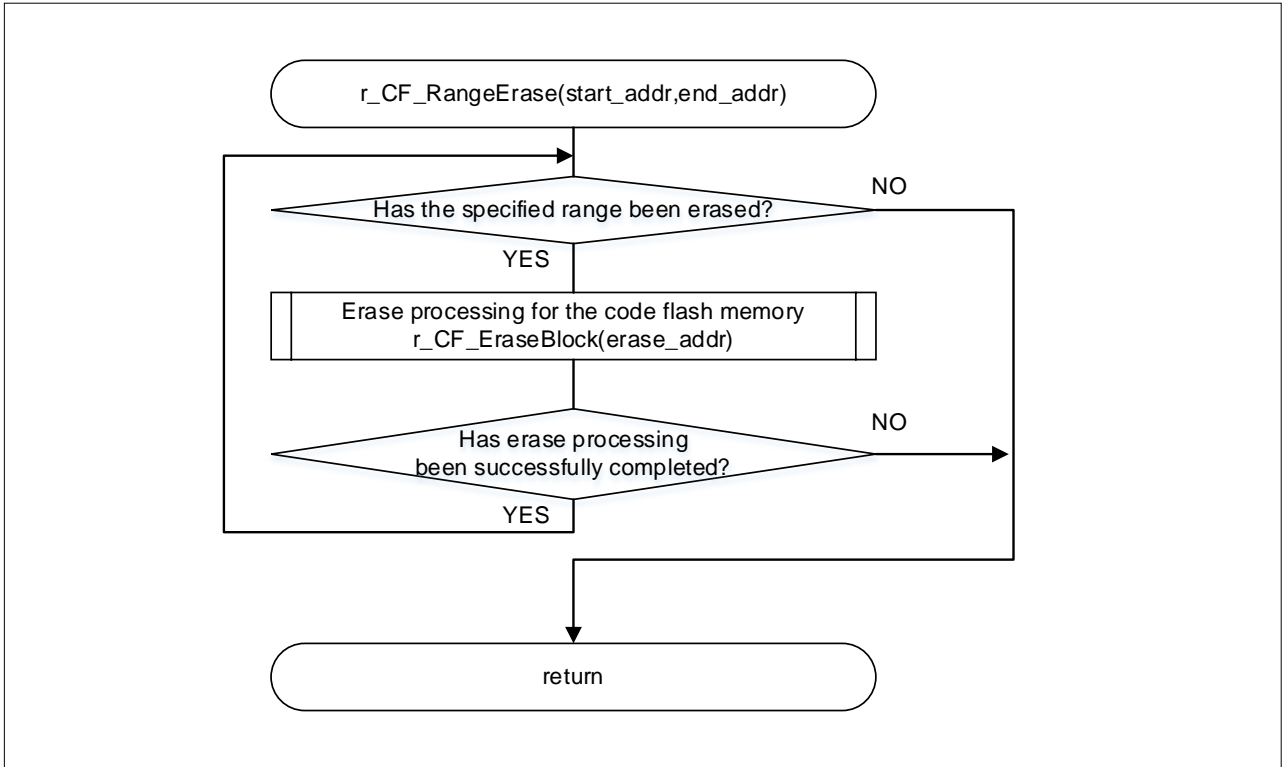 r_CF_RangeErase(start_addr,end_addr)
NO
Has the specified range been erased?
YES
Erase processing for the code flash memory
r_CF_EraseBlock(erase_addr)
NO
Has erase processing
been successfully completed?
YES
return